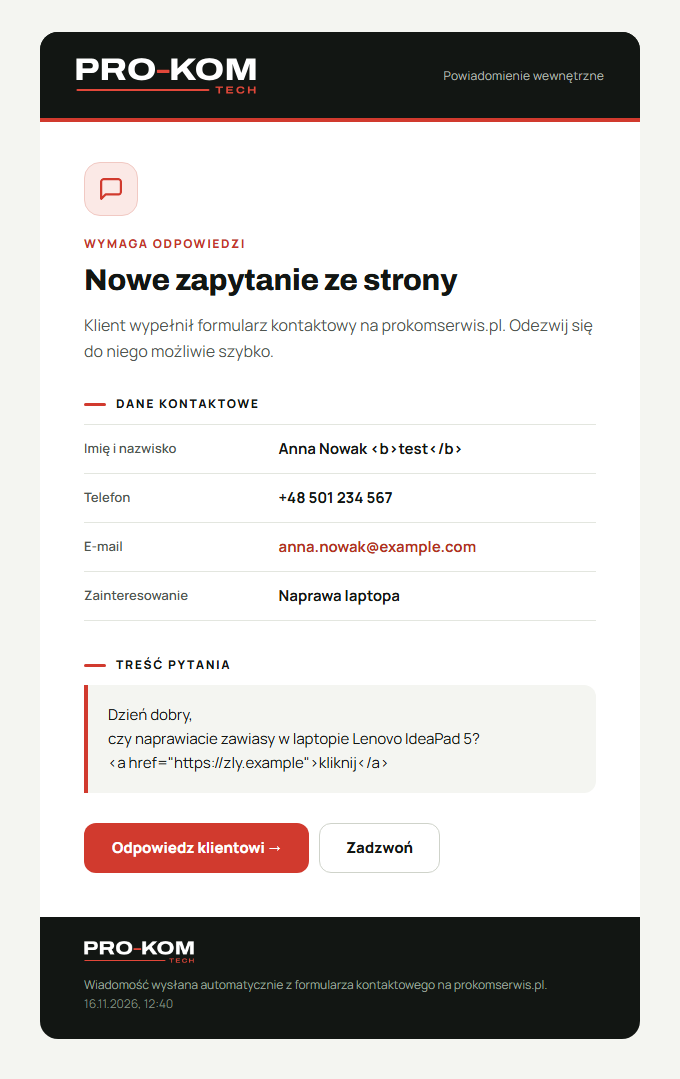 PRO-KOM
TECH
Powiadomienie wewnętrzne
WYMAGA ODPOWIEDZI
Nowe zapytanie ze strony
Klient wypełnił formularz kontaktowy na prokomserwis.pl. Odezwij się
do niego możliwie szybko.
DANE KONTAKTOWE
Imię i nazwisko Anna Nowak <b>test</b>
Telefon +48 501 234 567
E-mail anna.nowak@example.com
Zainteresowanie Naprawa laptopa
TREŚĆ PYTANIA
Dzień dobry,
czy naprawiacie zawiasy w laptopie Lenovo IdeaPad 5?
<a href="https://zly.example">kliknij</a>
Odpowiedz klientowi →
Zadzwoń
PRO-KOM
TECH
Wiadomość wysłana automatycznie z formularza kontaktowego na prokomserwis.pl.
16.11.2026, 12:40